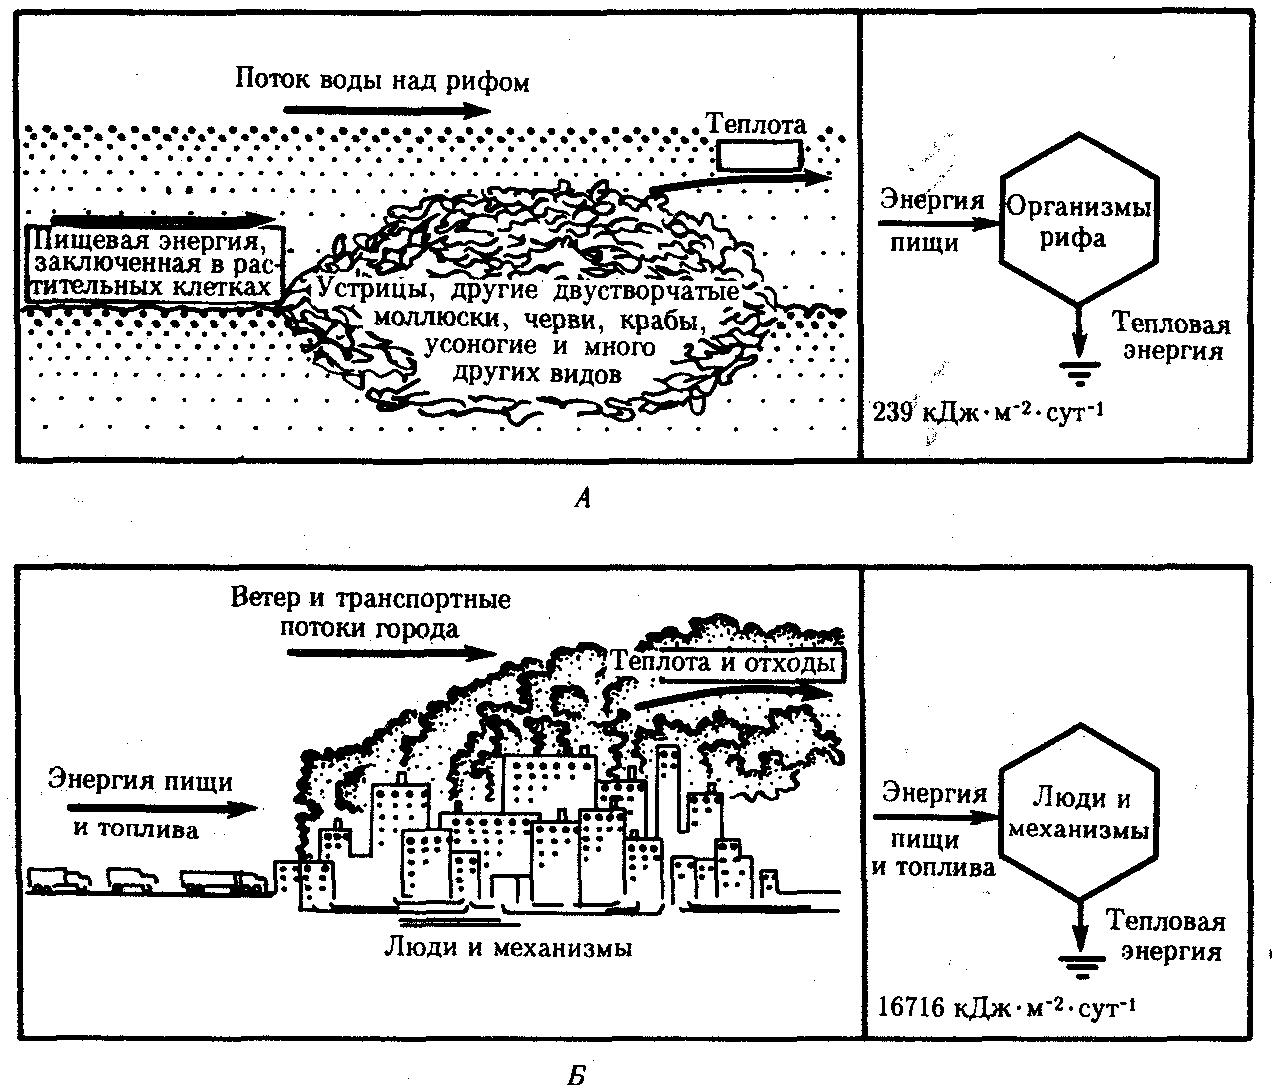 Поток воды над рифом
Теплота
Пищевая энергия,
заключенная в рас-
тительных клетках
Устрицы, другие двустворчатые
моллюски, черви, крабы,
усоногие и много
других видов
Энергия
пищи
Организмы
рифа
Тепловая
энергия
239 кДж·м⁻²·сут⁻¹
А
Ветер и транспортные
потоки города
Теплота и отходы
Энергия пищи
и топлива
Люди и механизмы
Энергия
пищи
и топлива
Люди и
механизмы
Тепловая
энергия
16716 кДж·м⁻²·сут⁻¹
Б